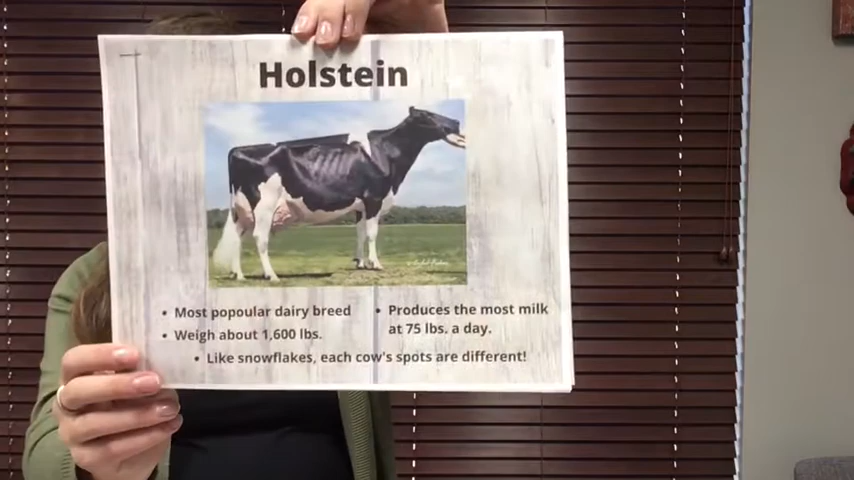 Holstein
• Most popoular dairy breed
• Weigh about 1,600 lbs.
• Produces the most milk
at 75 lbs. a day.
• Like snowflakes, each cow's spots are different!